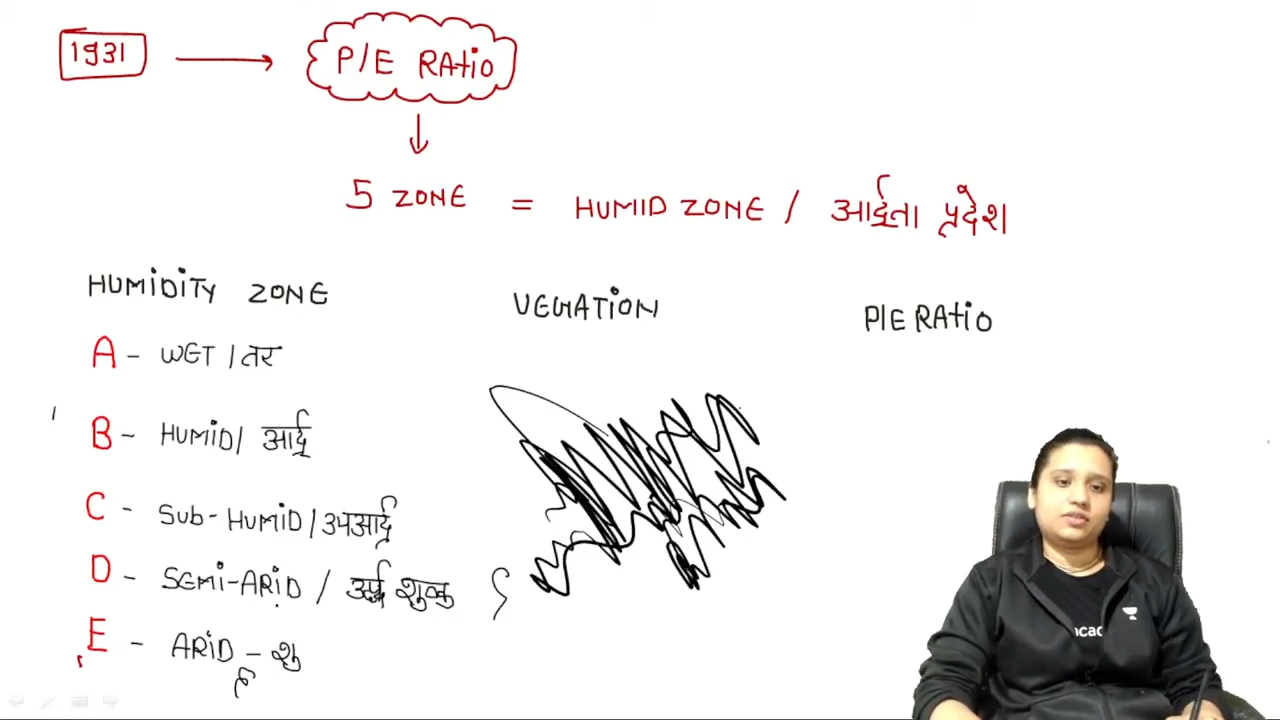 1931 → P/E RAtio
5 ZONE = HUMID ZONE / आर्द्रता प्रदेश
HUMIDITY ZONE VEGATION P/E RAtio
A - WET / तर
B - HUMID / आर्द्र
C - SUB-HUMID / उपआर्द्र
D - SEMI-ARID / शुष्क
E - ARID - शु